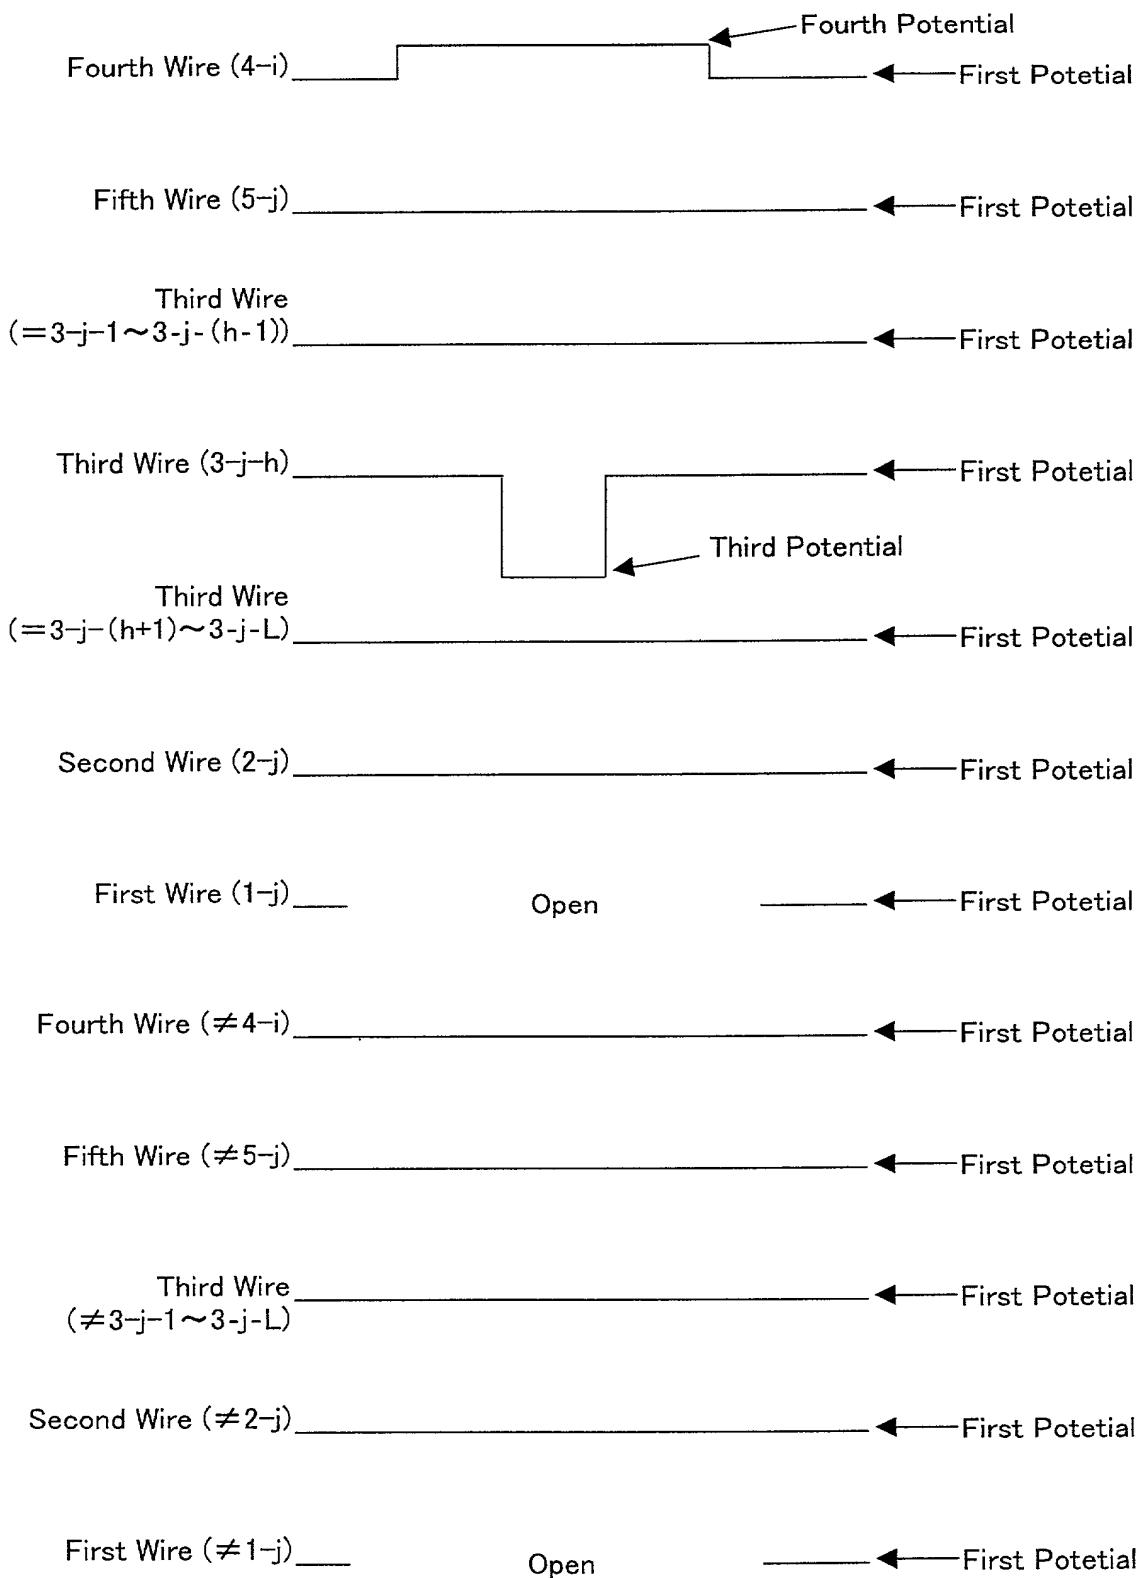 Fourth Potential
Fourth Wire (4-i)
First Potetial
Fifth Wire (5-j)
First Potetial
Third Wire
(=3-j-1～3-j-(h-1))
First Potetial
Third Wire (3-j-h)
First Potetial
Third Potential
Third Wire
(=3-j-(h+1)～3-j-L)
First Potetial
Second Wire (2-j)
First Potetial
First Wire (1-j)
Open
First Potetial
Fourth Wire (≠4-i)
First Potetial
Fifth Wire (≠5-j)
First Potetial
Third Wire
(≠3-j-1～3-j-L)
First Potetial
Second Wire (≠2-j)
First Potetial
First Wire (≠1-j)
Open
First Potetial